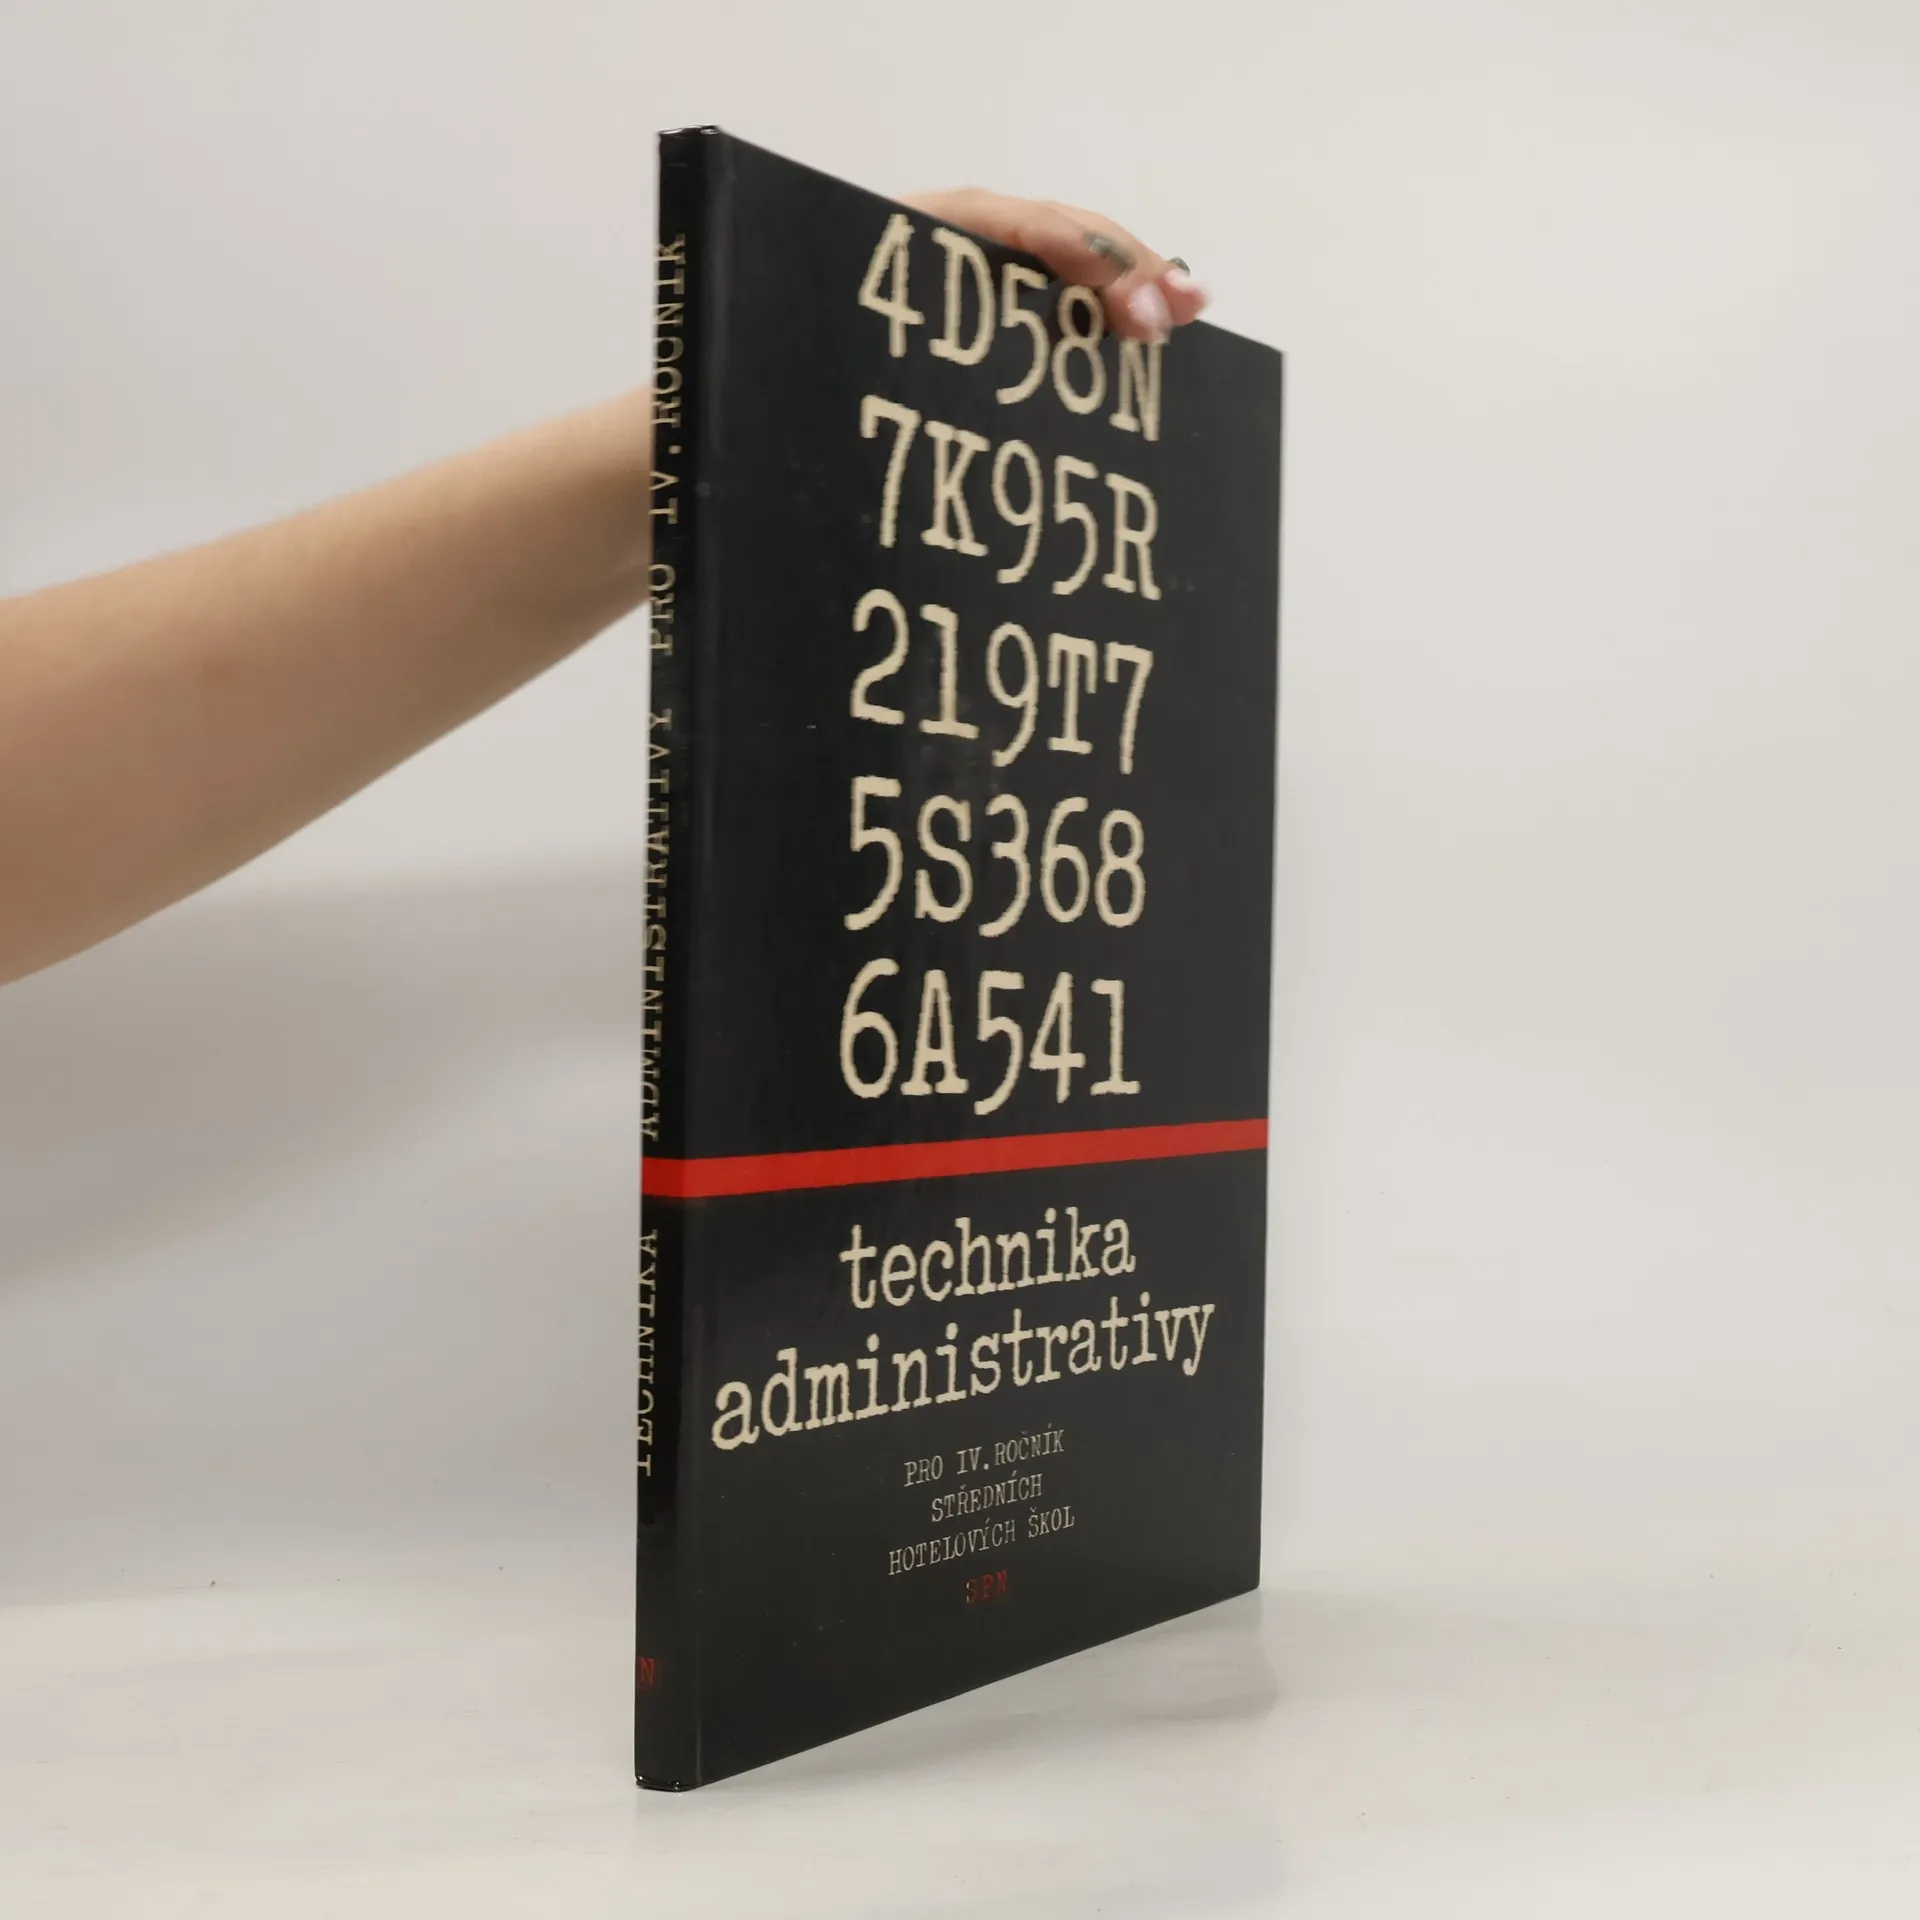 TECHNIKA ADMINISTRATIVY PRO IV. ROČNÍK
N
4D58N
7K95R
219T7
5S368
6A541
technika
administrativy
PRO IV. ROČNÍK
STŘEDNÍCH
HOTELOVÝCH ŠKOL
SPN